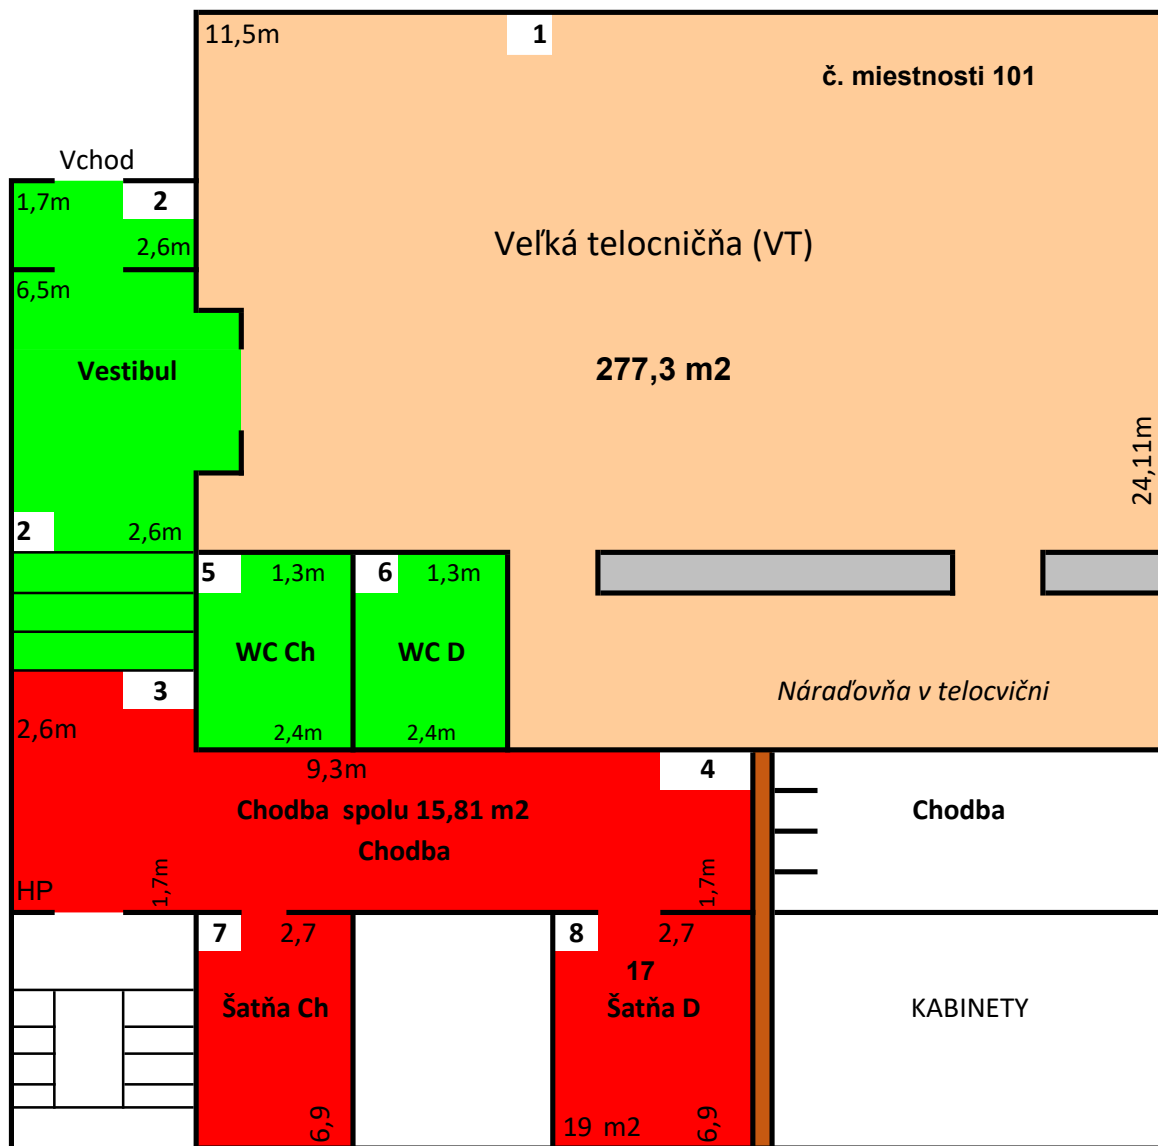 11,5m
1
č. miestnosti 101
Vchod
1,7m
2
2,6m
Veľká telocničňa (VT)
6,5m
Vestibul
277,3 m2
24,11m
2
2,6m
5
1,3m
6
1,3m
WC Ch
WC D
3
Náraďovňa v telocvični
2,6m
2,4m
2,4m
9,3m
4
Chodba spolu 15,81 m2
Chodba
Chodba
HP
1,7m
1,7m
7
2,7
8
2,7
17
Šatňa Ch
Šatňa D
KABINETY
6,9
19 m2
6,9